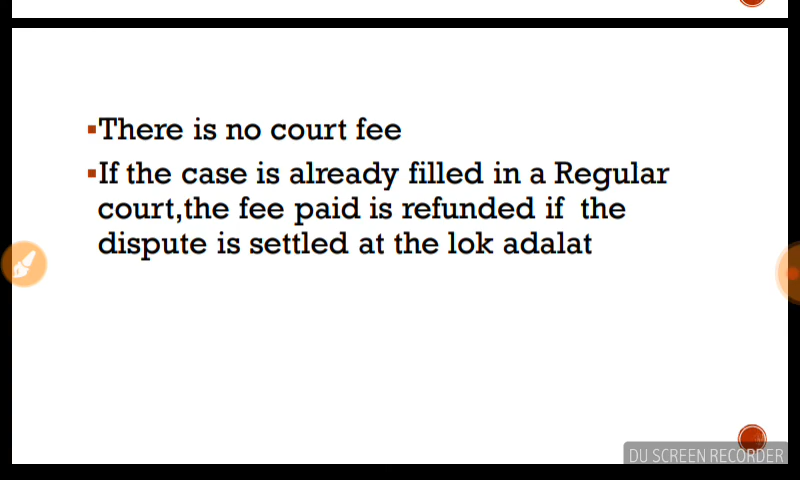 ▪There is no court fee
▪If the case is already filled in a Regular
court,the fee paid is refunded if the
dispute is settled at the lok adalat
DU SCREEN RECORDER